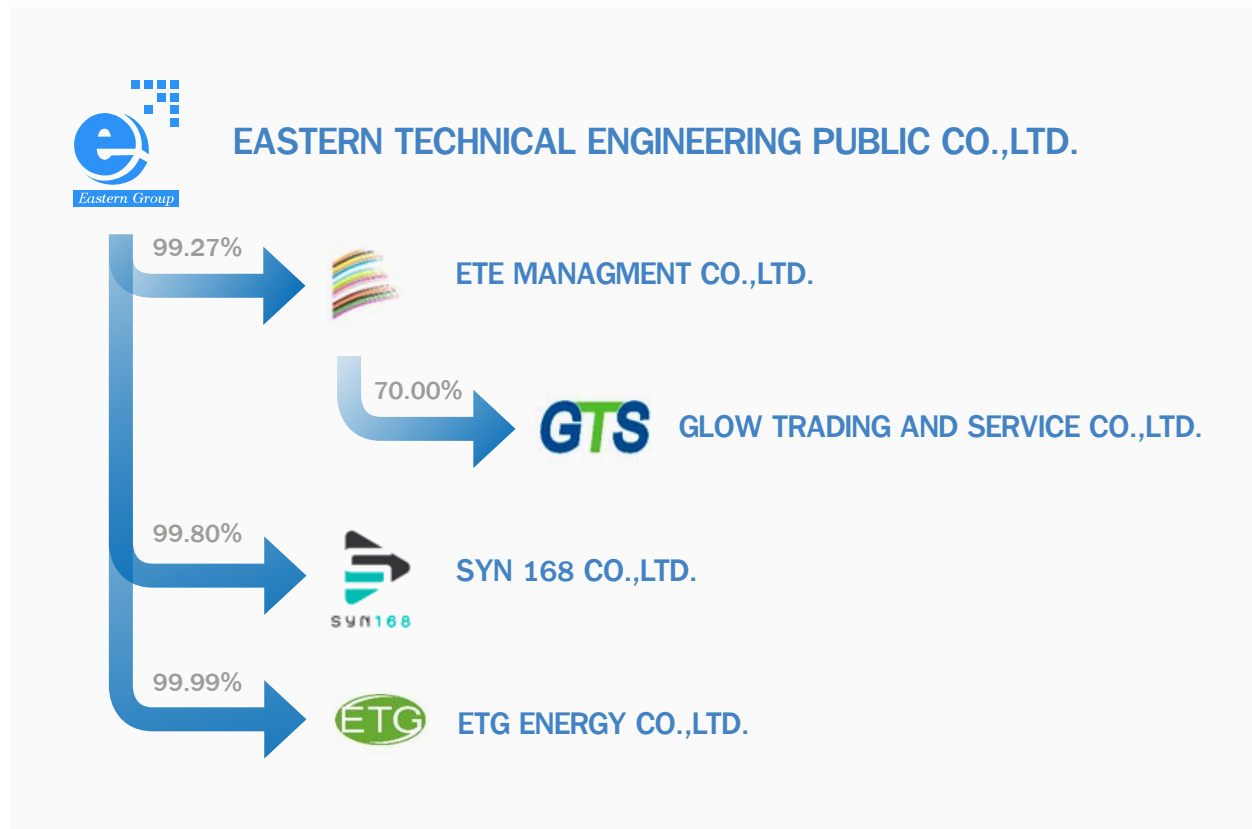 e
Eastern Group
EASTERN TECHNICAL ENGINEERING PUBLIC CO.,LTD.
99.27%
ETE MANAGMENT CO.,LTD.
70.00%
GTS
GLOW TRADING AND SERVICE CO.,LTD.
99.80%
SYN168
SYN 168 CO.,LTD.
99.99%
ETG
ETG ENERGY CO.,LTD.